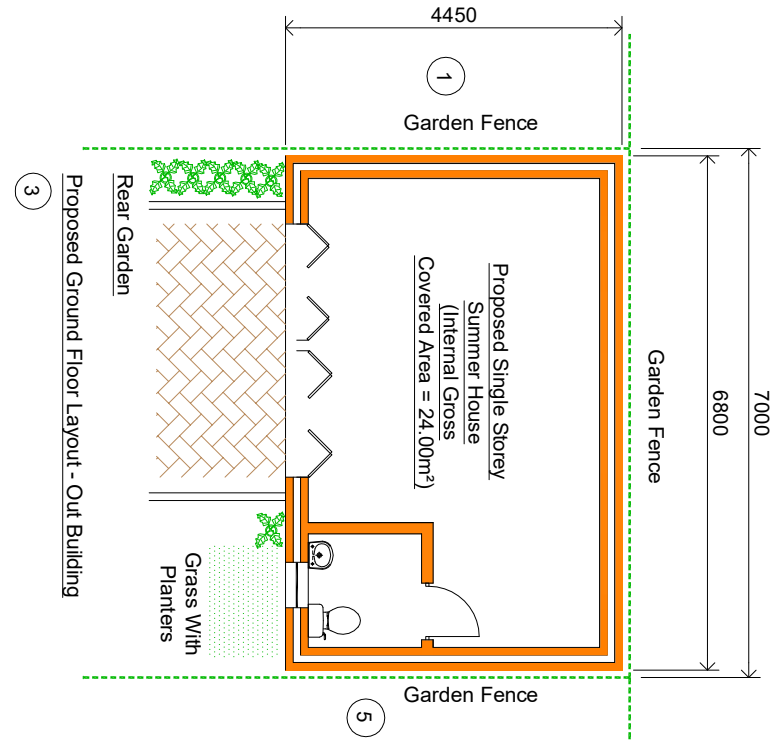 4450
1
Garden Fence
7000
6800
Garden Fence
Proposed Single Storey
Summer House
(Internal Gross
Covered Area = 24.00m²)
Rear Garden
3
Proposed Ground Floor Layout - Out Building
Grass With
Planters
Garden Fence
5